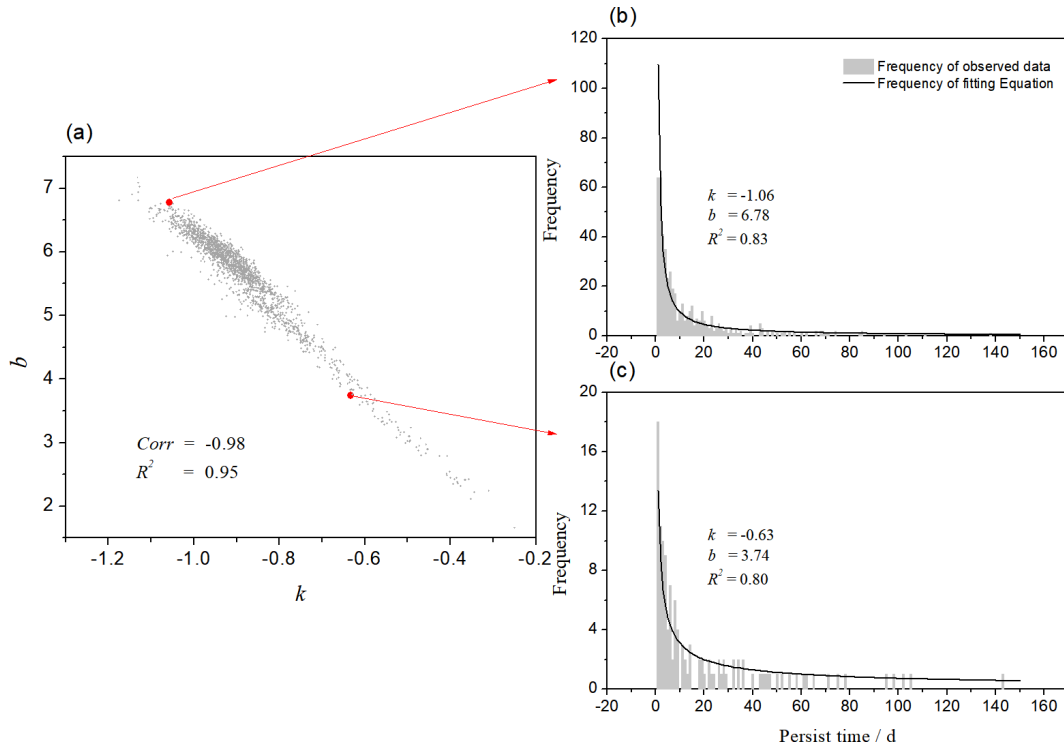 (a)
7
6
5
4
3
2
b
Corr = -0.98
R² = 0.95
-1.2 -1.0 -0.8 -0.6 -0.4 -0.2
k
(b)
120
100
80
60
40
20
0
Frequency
Frequency of observed data
Frequency of fitting Equation
k = -1.06
b = 6.78
R² = 0.83
-20 0 20 40 60 80 100 120 140 160
(c)
20
16
12
8
4
0
Frequency
k = -0.63
b = 3.74
R² = 0.80
-20 0 20 40 60 80 100 120 140 160
Persist time / d